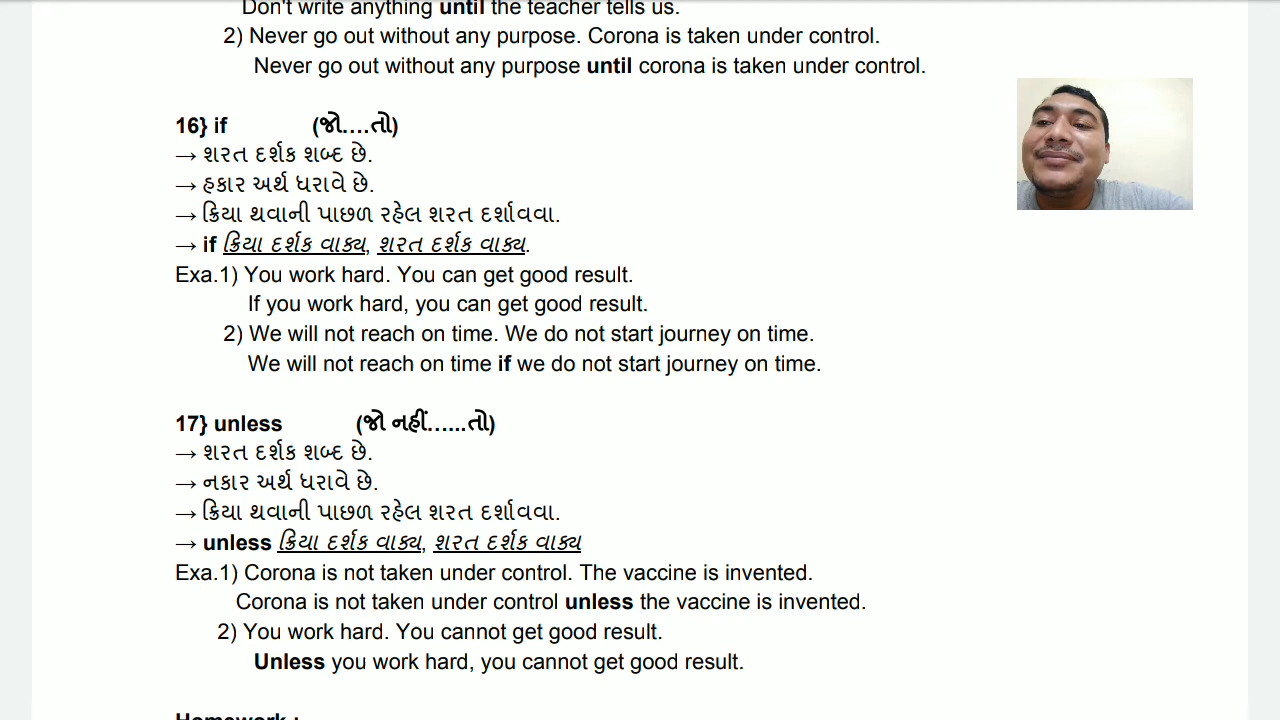 Don't write anything until the teacher tells us.
2) Never go out without any purpose. Corona is taken under control.
Never go out without any purpose until corona is taken under control.
16} if (જો....તો)
→ શરત દર્શક શબ્દ છે.
→ હકાર અર્થ ધરાવે છે.
→ ક્રિયા થવાની પાછળ રહેલ શરત દર્શાવવા.
→ if ક્રિયા દર્શક વાક્ય, શરત દર્શક વાક્ય.
Exa.1) You work hard. You can get good result.
If you work hard, you can get good result.
2) We will not reach on time. We do not start journey on time.
We will not reach on time if we do not start journey on time.
17} unless (જો નહીં......તો)
→ શરત દર્શક શબ્દ છે.
→ નકાર અર્થ ધરાવે છે.
→ ક્રિયા થવાની પાછળ રહેલ શરત દર્શાવવા.
→ unless ક્રિયા દર્શક વાક્ય, શરત દર્શક વાક્ય
Exa.1) Corona is not taken under control. The vaccine is invented.
Corona is not taken under control unless the vaccine is invented.
2) You work hard. You cannot get good result.
Unless you work hard, you cannot get good result.
Homework :